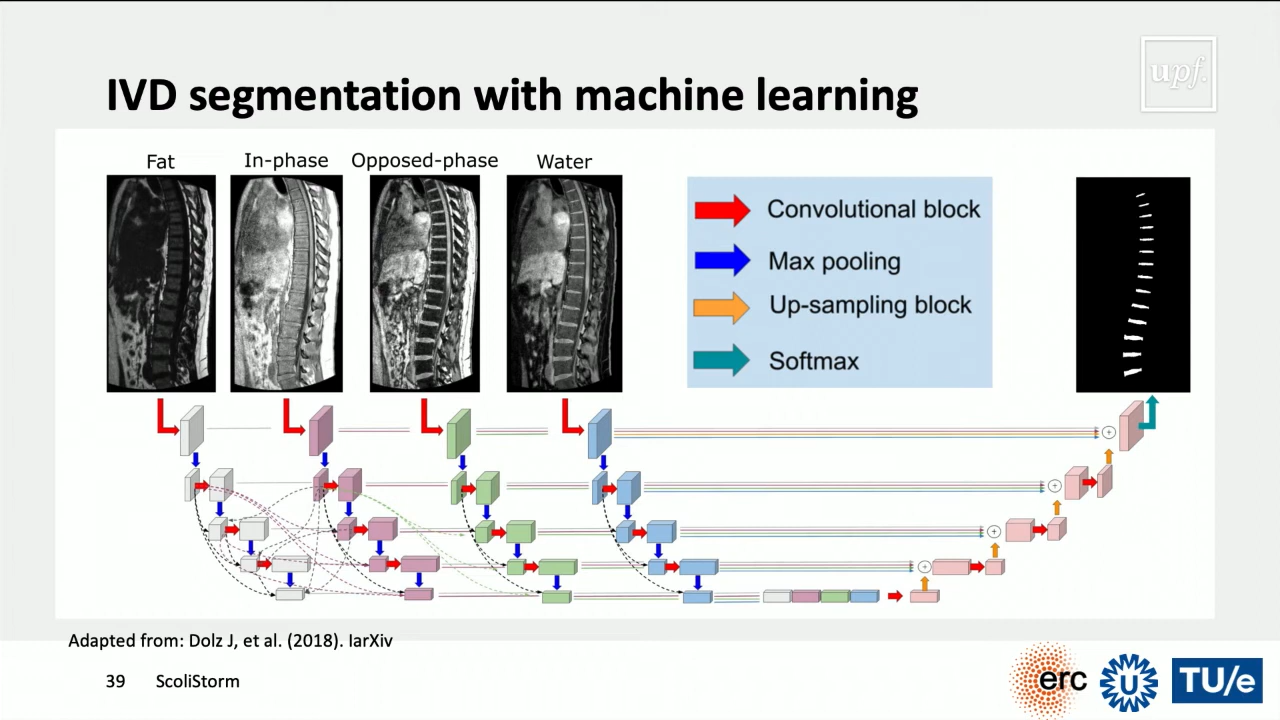 IVD segmentation with machine learning
upf.
Fat
In-phase
Opposed-phase
Water
Convolutional block
Max pooling
Up-sampling block
Softmax
Adapted from: Dolz J, et al. (2018). IarXiv
39 ScoliStorm
erc
U
TU/e